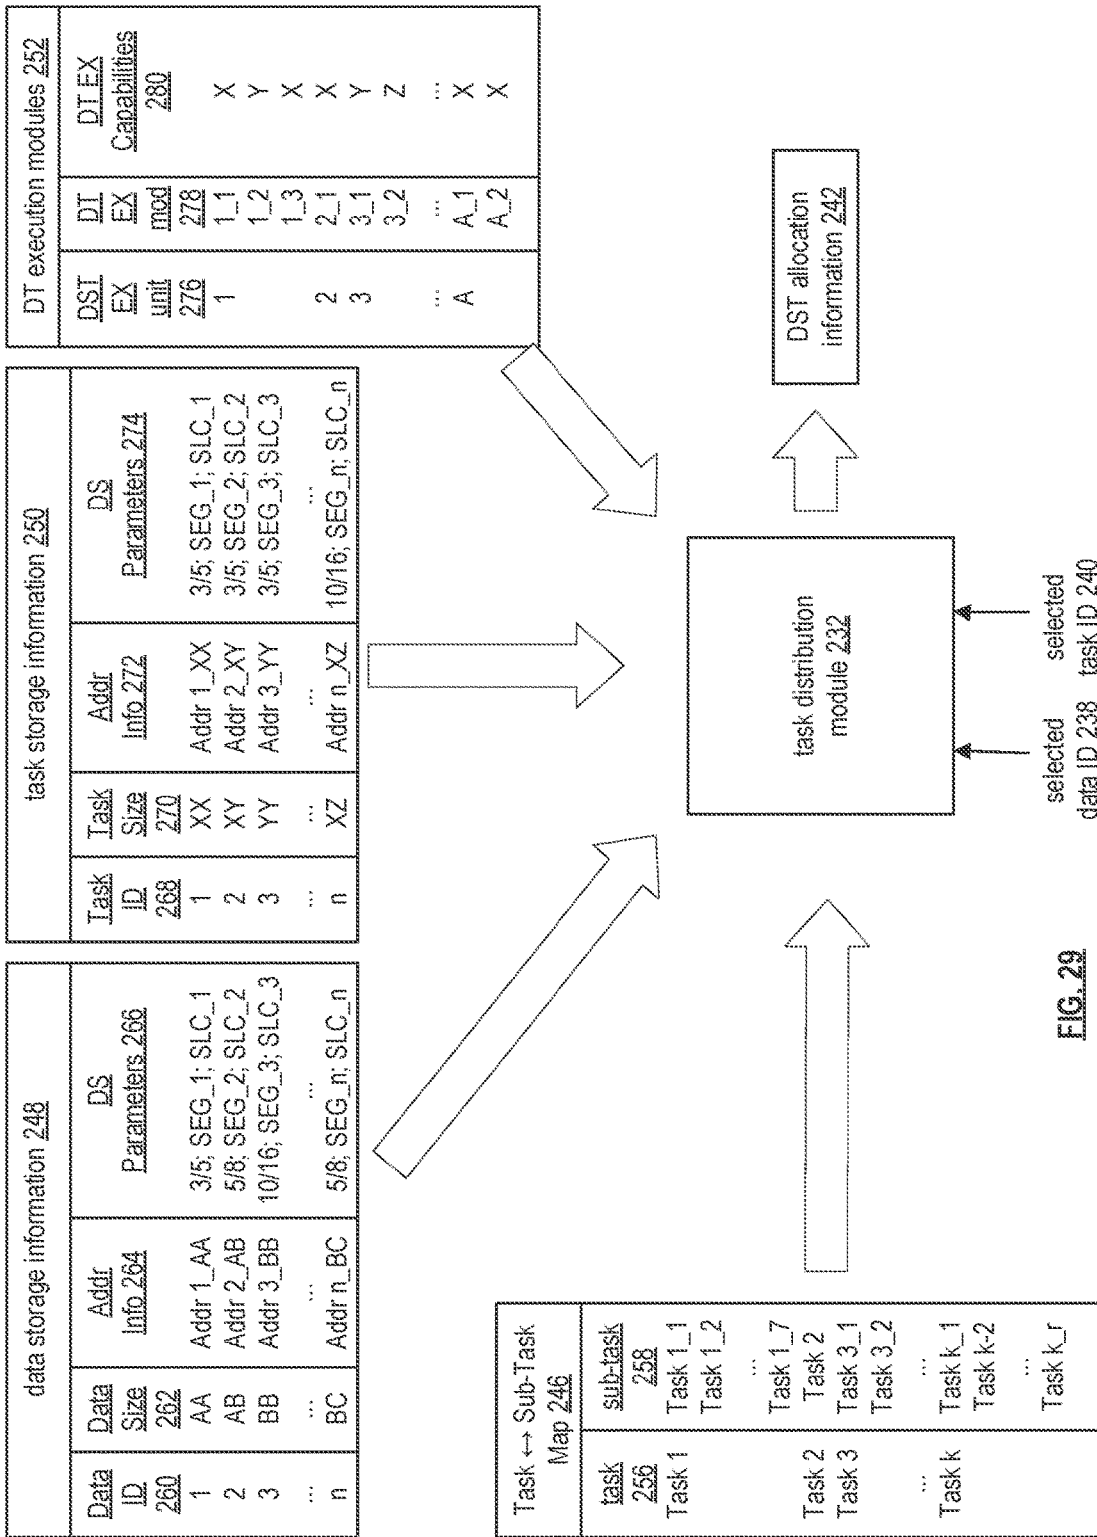 data storage information 248
Data ID 260 Data Size 262 Addr Info 264 DS Parameters 266
1 AA Addr 1_AA 3/5; SEG_1; SLC_1
2 AB Addr 2_AB 5/8; SEG_2; SLC_2
3 BB Addr 3_BB 10/16; SEG_3; SLC_3
... ... ... ...
n BC Addr n_BC 5/8; SEG_n; SLC_n
task storage information 250
Task ID 268 Task Size 270 Addr Info 272 DS Parameters 274
1 XX Addr 1_XX 3/5; SEG_1; SLC_1
2 XY Addr 2_XY 3/5; SEG_2; SLC_2
3 YY Addr 3_YY 3/5; SEG_3; SLC_3
... ... ... ...
n XZ Addr n_XZ 10/16; SEG_n; SLC_n
DT execution modules 252
DST EX unit 276 DT EX mod 278 DT EX Capabilities 280
1 1_1 X
1_2 Y
1_3 X
2 2_1 X
3 3_1 Y
3_2 Z
... ... ...
A A_1 X
A_2 X
Task ↔ Sub-Task
Map 246
task 256 sub-task 258
Task 1 Task 1_1
Task 1_2
...
Task 1_7
Task 2 Task 2
Task 3 Task 3_1
Task 3_2
... ...
Task k Task k_1
Task k-2
...
Task k_r
task distribution
module 232
DST allocation
information 242
selected
data ID 238
selected
task ID 240
FIG. 29